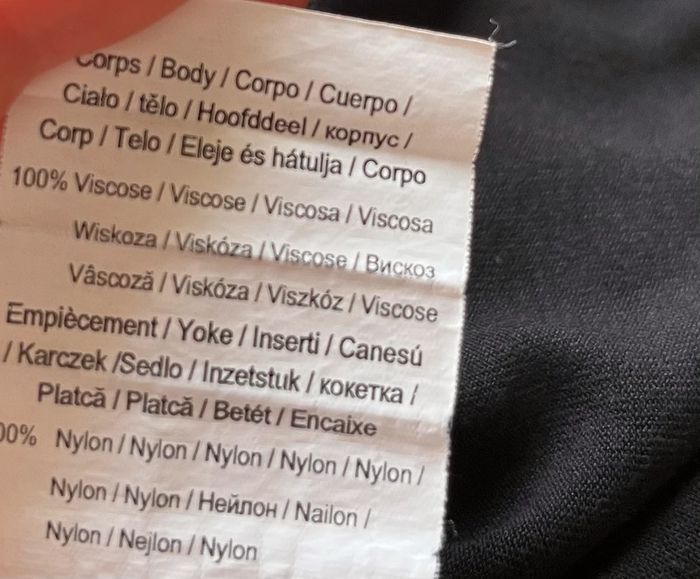 Corps / Body / Corpo / Cuerpo /
Ciało / tělo / Hoofddeel / корпус /
Corp / Telo / Eleje és hátulja / Corpo
100% Viscose / Viscose / Viscosa / Viscosa
Wiskoza / Viskóza / Viscose / Вискоз
Vâscoză / Viskóza / Viszkóz / Viscose
Empiècement / Yoke / Inserti / Canesú
/ Karczek /Sedlo / Inzetstuk / кокетка /
Platcă / Platcă / Betét / Encaixe
00% Nylon / Nylon / Nylon / Nylon / Nylon /
Nylon / Nylon / Нейлон / Nailon /
Nylon / Nejlon / Nylon